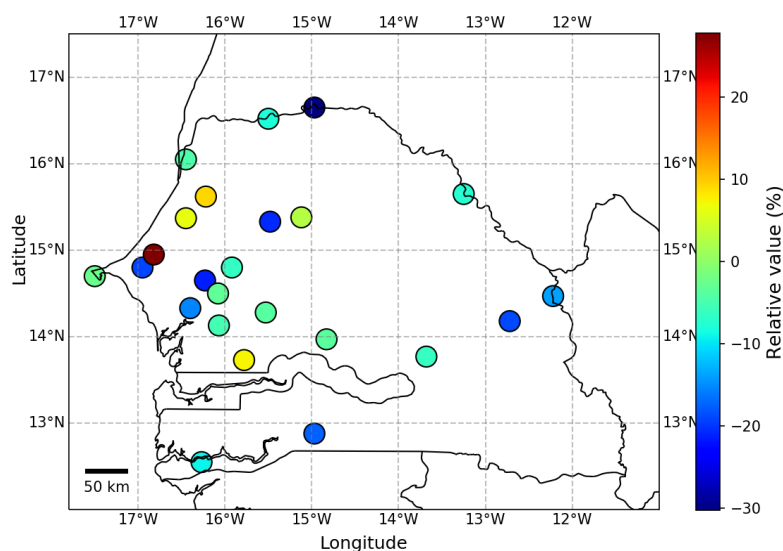 17°W 16°W 15°W 14°W 13°W 12°W
17°N 17°N
16°N 16°N
15°N 15°N
14°N 14°N
13°N 13°N
50 km
17°W 16°W 15°W 14°W 13°W 12°W
Longitude
Latitude
20
10
0
−10
−20
−30
Relative value (%)